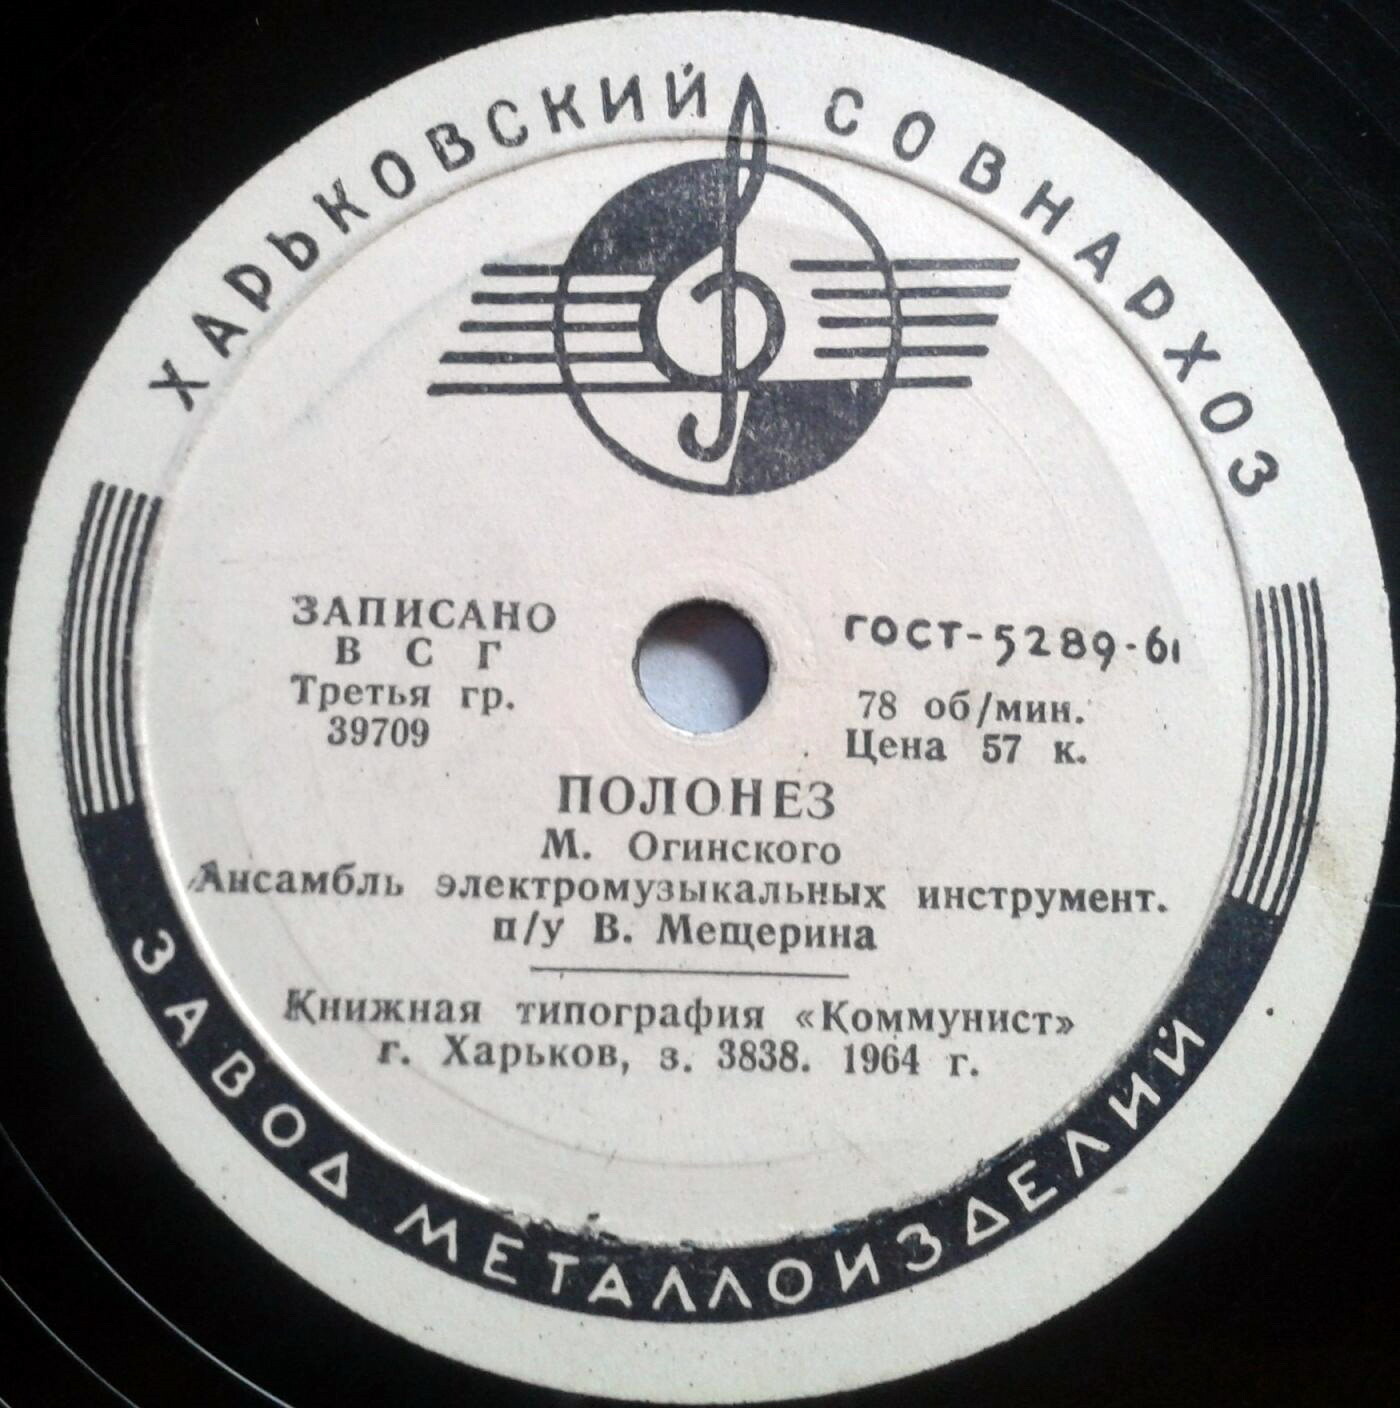 ХАРЬКОВСКИЙ СОВНАРХОЗ
ЗАПИСАНО
В С Г
Третья гр.
39709
ГОСТ-5289-61
78 об/мин.
Цена 57 к.
ПОЛОНЕЗ
М. Огинского
Ансамбль электромузыкальных инструмент.
п/у В. Мещерина
Книжная типография «Коммунист»
г. Харьков, з. 3838. 1964 г.
ЗАВОД МЕТАЛЛОИЗДЕЛИЙ